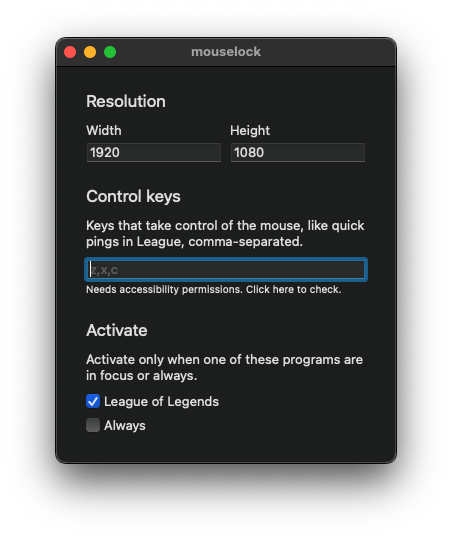 mouselock
Resolution
Width Height
1920 1080
Control keys
Keys that take control of the mouse, like quick
pings in League, comma-separated.
z,x,c
Needs accessibility permissions. Click here to check.
Activate
Activate only when one of these programs are
in focus or always.
League of Legends
Always